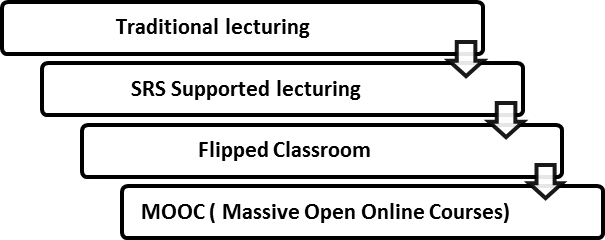 Traditional lecturing
SRS Supported lecturing
Flipped Classroom
MOOC ( Massive Open Online Courses)